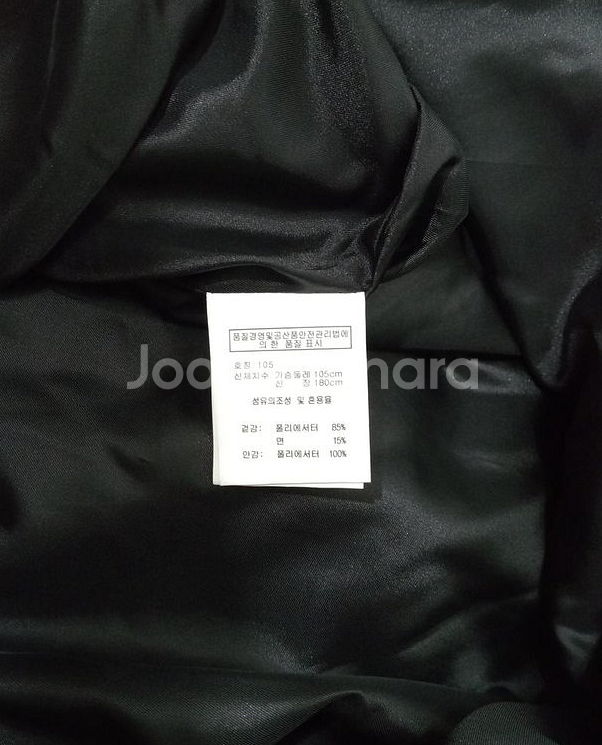 품질경영및공산품안전관리법에
의 한 품질 표시
호칭 105
신체치수 가슴둘레 105cm
신 장 180cm
섬유의조성 및 혼용율
겉감: 폴리에서터 85%
면 15%
안감: 폴리에서터 100%